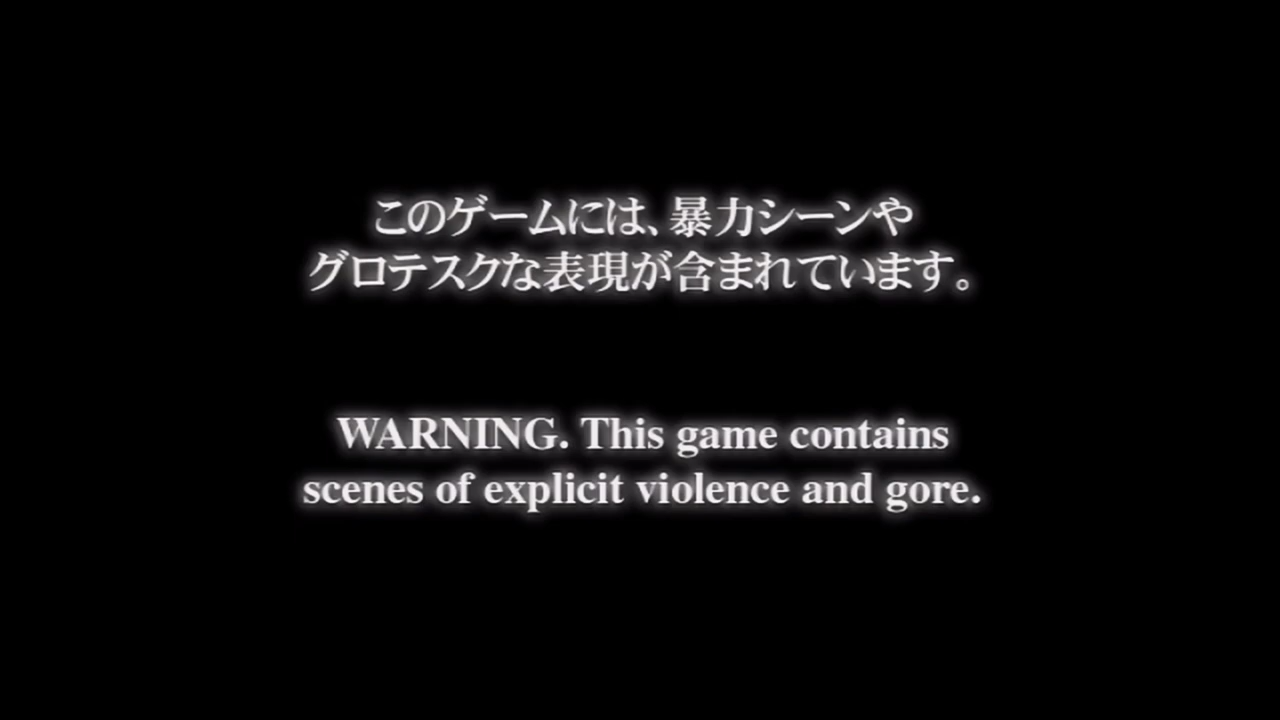 このゲームには、暴力シーンや
グロテスクな表現が含まれています。
WARNING. This game contains
scenes of explicit violence and gore.